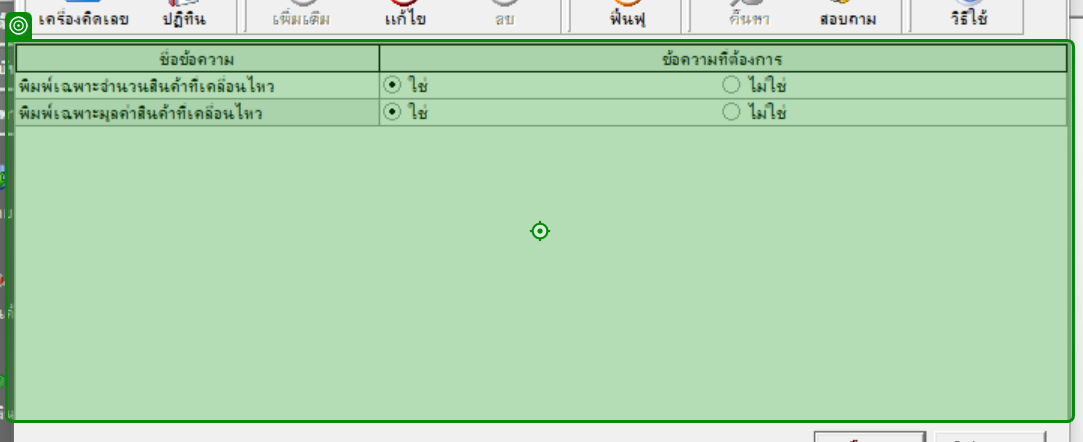 เครื่องคิดเลข ปฏิทิน เพิ่มเติม แก้ไข ลบ ฟื้นฟู ค้นหา สอบถาม วิธีใช้
ชื่อข้อความ ข้อความที่ต้องการ
พิมพ์เฉพาะจำนวนสินค้าที่เคลื่อนไหว ใช่ ไม่ใช่
พิมพ์เฉพาะมูลค่าสินค้าที่เคลื่อนไหว ใช่ ไม่ใช่